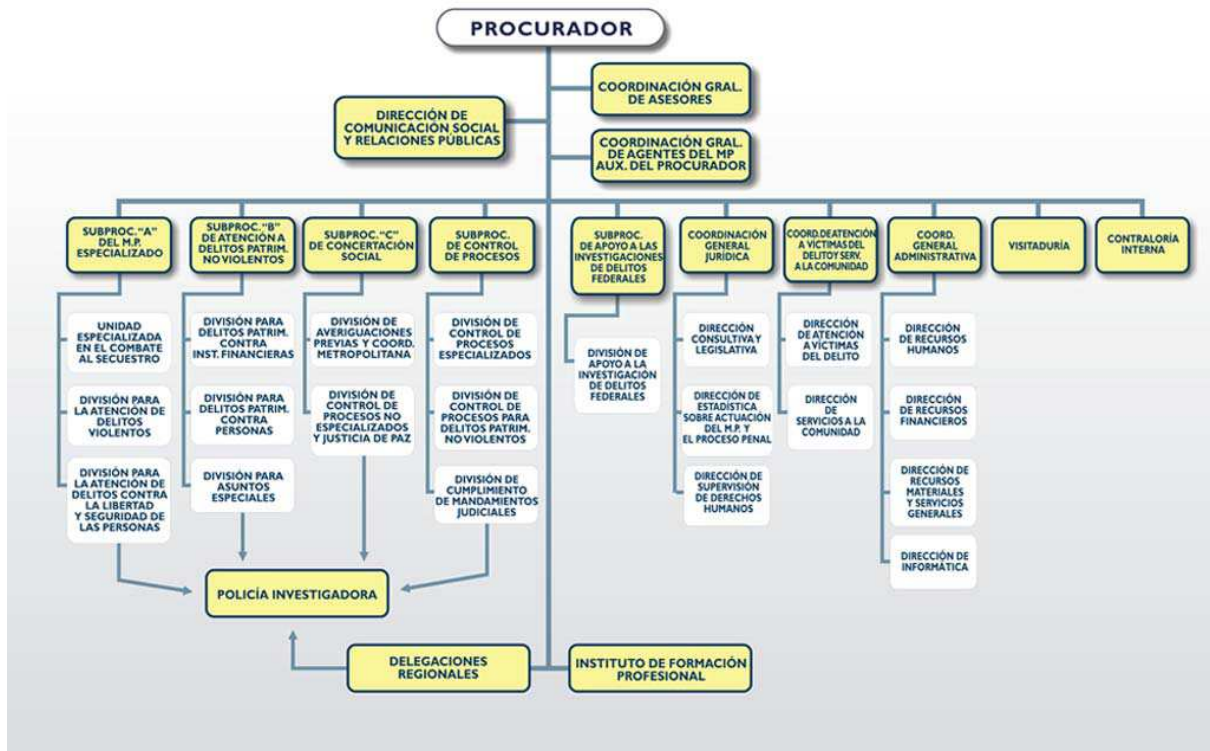 PROCURADOR
COORDINACIÓN GRAL.
DE ASESORES
DIRECCIÓN DE
COMUNICACIÓN SOCIAL
Y RELACIONES PÚBLICAS
COORDINACIÓN GRAL.
DE AGENTES DEL MP
AUX. DEL PROCURADOR
SUBPROC. "A"
DEL M.P.
ESPECIALIZADO
SUBPROC. "B"
DE ATENCIÓN A
DELITOS PATRIM.
NO VIOLENTOS
SUBPROC. "C"
DE CONCERTACIÓN
SOCIAL
SUBPROC.
DE CONTROL
DE PROCESOS
SUBPROC.
DE APOYO A LAS
INVESTIGACIONES
DE DELITOS
FEDERALES
COORDINACIÓN
GENERAL
JURÍDICA
COORD. DE ATENCIÓN
A VÍCTIMAS DEL
DELITO Y SERV.
A LA COMUNIDAD
COORD.
GENERAL
ADMINISTRATIVA
VISITADURÍA
CONTRALORÍA
INTERNA
UNIDAD
ESPECIALIZADA
EN EL COMBATE
AL SECUESTRO
DIVISIÓN PARA
LA ATENCIÓN DE
DELITOS
VIOLENTOS
DIVISIÓN PARA
LA ATENCIÓN DE
DELITOS CONTRA
LA LIBERTAD
Y SEGURIDAD DE
LAS PERSONAS
DIVISIÓN PARA
DELITOS PATRIM.
CONTRA
INST. FINANCIERAS
DIVISIÓN PARA
DELITOS PATRIM.
CONTRA
PERSONAS
DIVISIÓN PARA
ASUNTOS
ESPECIALES
DIVISIÓN DE
AVERIGUACIONES
PREVIAS Y COORD.
METROPOLITANA
DIVISIÓN DE
CONTROL DE
PROCESOS NO
ESPECIALIZADOS
Y JUSTICIA DE PAZ
DIVISIÓN DE
CONTROL DE
PROCESOS
ESPECIALIZADOS
DIVISIÓN DE
CONTROL DE
PROCESOS PARA
DELITOS PATRIM.
NO VIOLENTOS
DIVISIÓN DE
CUMPLIMIENTO
DE MANDAMIENTOS
JUDICIALES
DIVISIÓN DE
APOYO A LA
INVESTIGACIÓN
DE DELITOS
FEDERALES
DIRECCIÓN
CONSULTIVA Y
LEGISLATIVA
DIRECCIÓN DE
ESTADÍSTICA
SOBRE ACTUACIÓN
DEL M.P. Y
EL PROCESO PENAL
DIRECCIÓN DE
SUPERVISIÓN
DE DERECHOS
HUMANOS
DIRECCIÓN
DE ATENCIÓN
A VÍCTIMAS
DEL DELITO
DIRECCIÓN
DE
SERVICIOS A LA
COMUNIDAD
DIRECCIÓN
DE RECURSOS
HUMANOS
DIRECCIÓN
DE RECURSOS
FINANCIEROS
DIRECCIÓN DE
RECURSOS
MATERIALES
Y SERVICIOS
GENERALES
DIRECCIÓN DE
INFORMÁTICA
POLICÍA INVESTIGADORA
DELEGACIONES
REGIONALES
INSTITUTO DE FORMACIÓN
PROFESIONAL